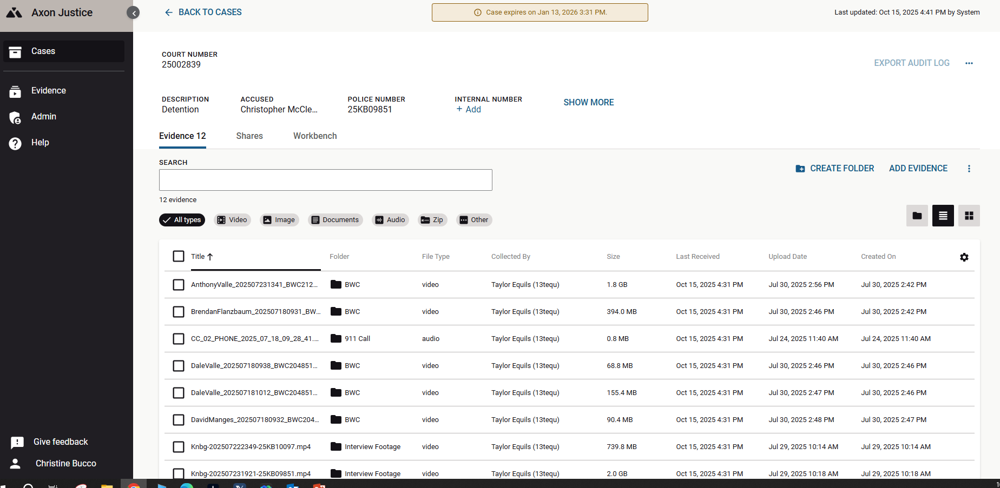 Axon Justice
BACK TO CASES
Case expires on Jan 13, 2026 3:31 PM.
Last updated: Oct 15, 2025 4:41 PM by System
Cases
Evidence
Admin
Help
COURT NUMBER
25002839
EXPORT AUDIT LOG
DESCRIPTION ACCUSED POLICE NUMBER INTERNAL NUMBER
Detention Christopher McCle... 25KB09851 + Add
SHOW MORE
Evidence 12 Shares Workbench
SEARCH
CREATE FOLDER ADD EVIDENCE
12 evidence
All types Video Image Documents Audio Zip Other
Title Folder File Type Collected By Size Last Received Upload Date Created On
AnthonyValle_202507231341_BWC212... BWC video Taylor Equils (13tequ) 1.8 GB Oct 15, 2025 4:31 PM Jul 30, 2025 2:56 PM Jul 30, 2025 2:42 PM
BrendanFlanzbaum_202507180931_BW... BWC video Taylor Equils (13tequ) 394.0 MB Oct 15, 2025 4:31 PM Jul 30, 2025 2:46 PM Jul 30, 2025 2:42 PM
CC_02_PHONE_2025_07_18_09_28_41.... 911 Call audio Taylor Equils (13tequ) 0.8 MB Oct 15, 2025 4:31 PM Jul 24, 2025 11:40 AM Jul 24, 2025 11:40 AM
DaleValle_202507180938_BWC204851... BWC video Taylor Equils (13tequ) 68.8 MB Oct 15, 2025 4:31 PM Jul 30, 2025 2:46 PM Jul 30, 2025 2:46 PM
DaleValle_202507181012_BWC204851... BWC video Taylor Equils (13tequ) 155.4 MB Oct 15, 2025 4:31 PM Jul 30, 2025 2:47 PM Jul 30, 2025 2:46 PM
DavidManges_202507180932_BWC204... BWC video Taylor Equils (13tequ) 90.4 MB Oct 15, 2025 4:31 PM Jul 30, 2025 2:48 PM Jul 30, 2025 2:47 PM
Knbg-202507222349-25KB10097.mp4 Interview Footage video Taylor Equils (13tequ) 739.8 MB Oct 15, 2025 4:31 PM Jul 29, 2025 10:14 AM Jul 29, 2025 10:14 AM
Knbg-202507231921-25KB09851.mp4 Interview Footage video Taylor Equils (13tequ) 2.0 GB Oct 15, 2025 4:31 PM Jul 29, 2025 10:18 AM Jul 29, 2025 10:18 AM
Give feedback
Christine Bucco